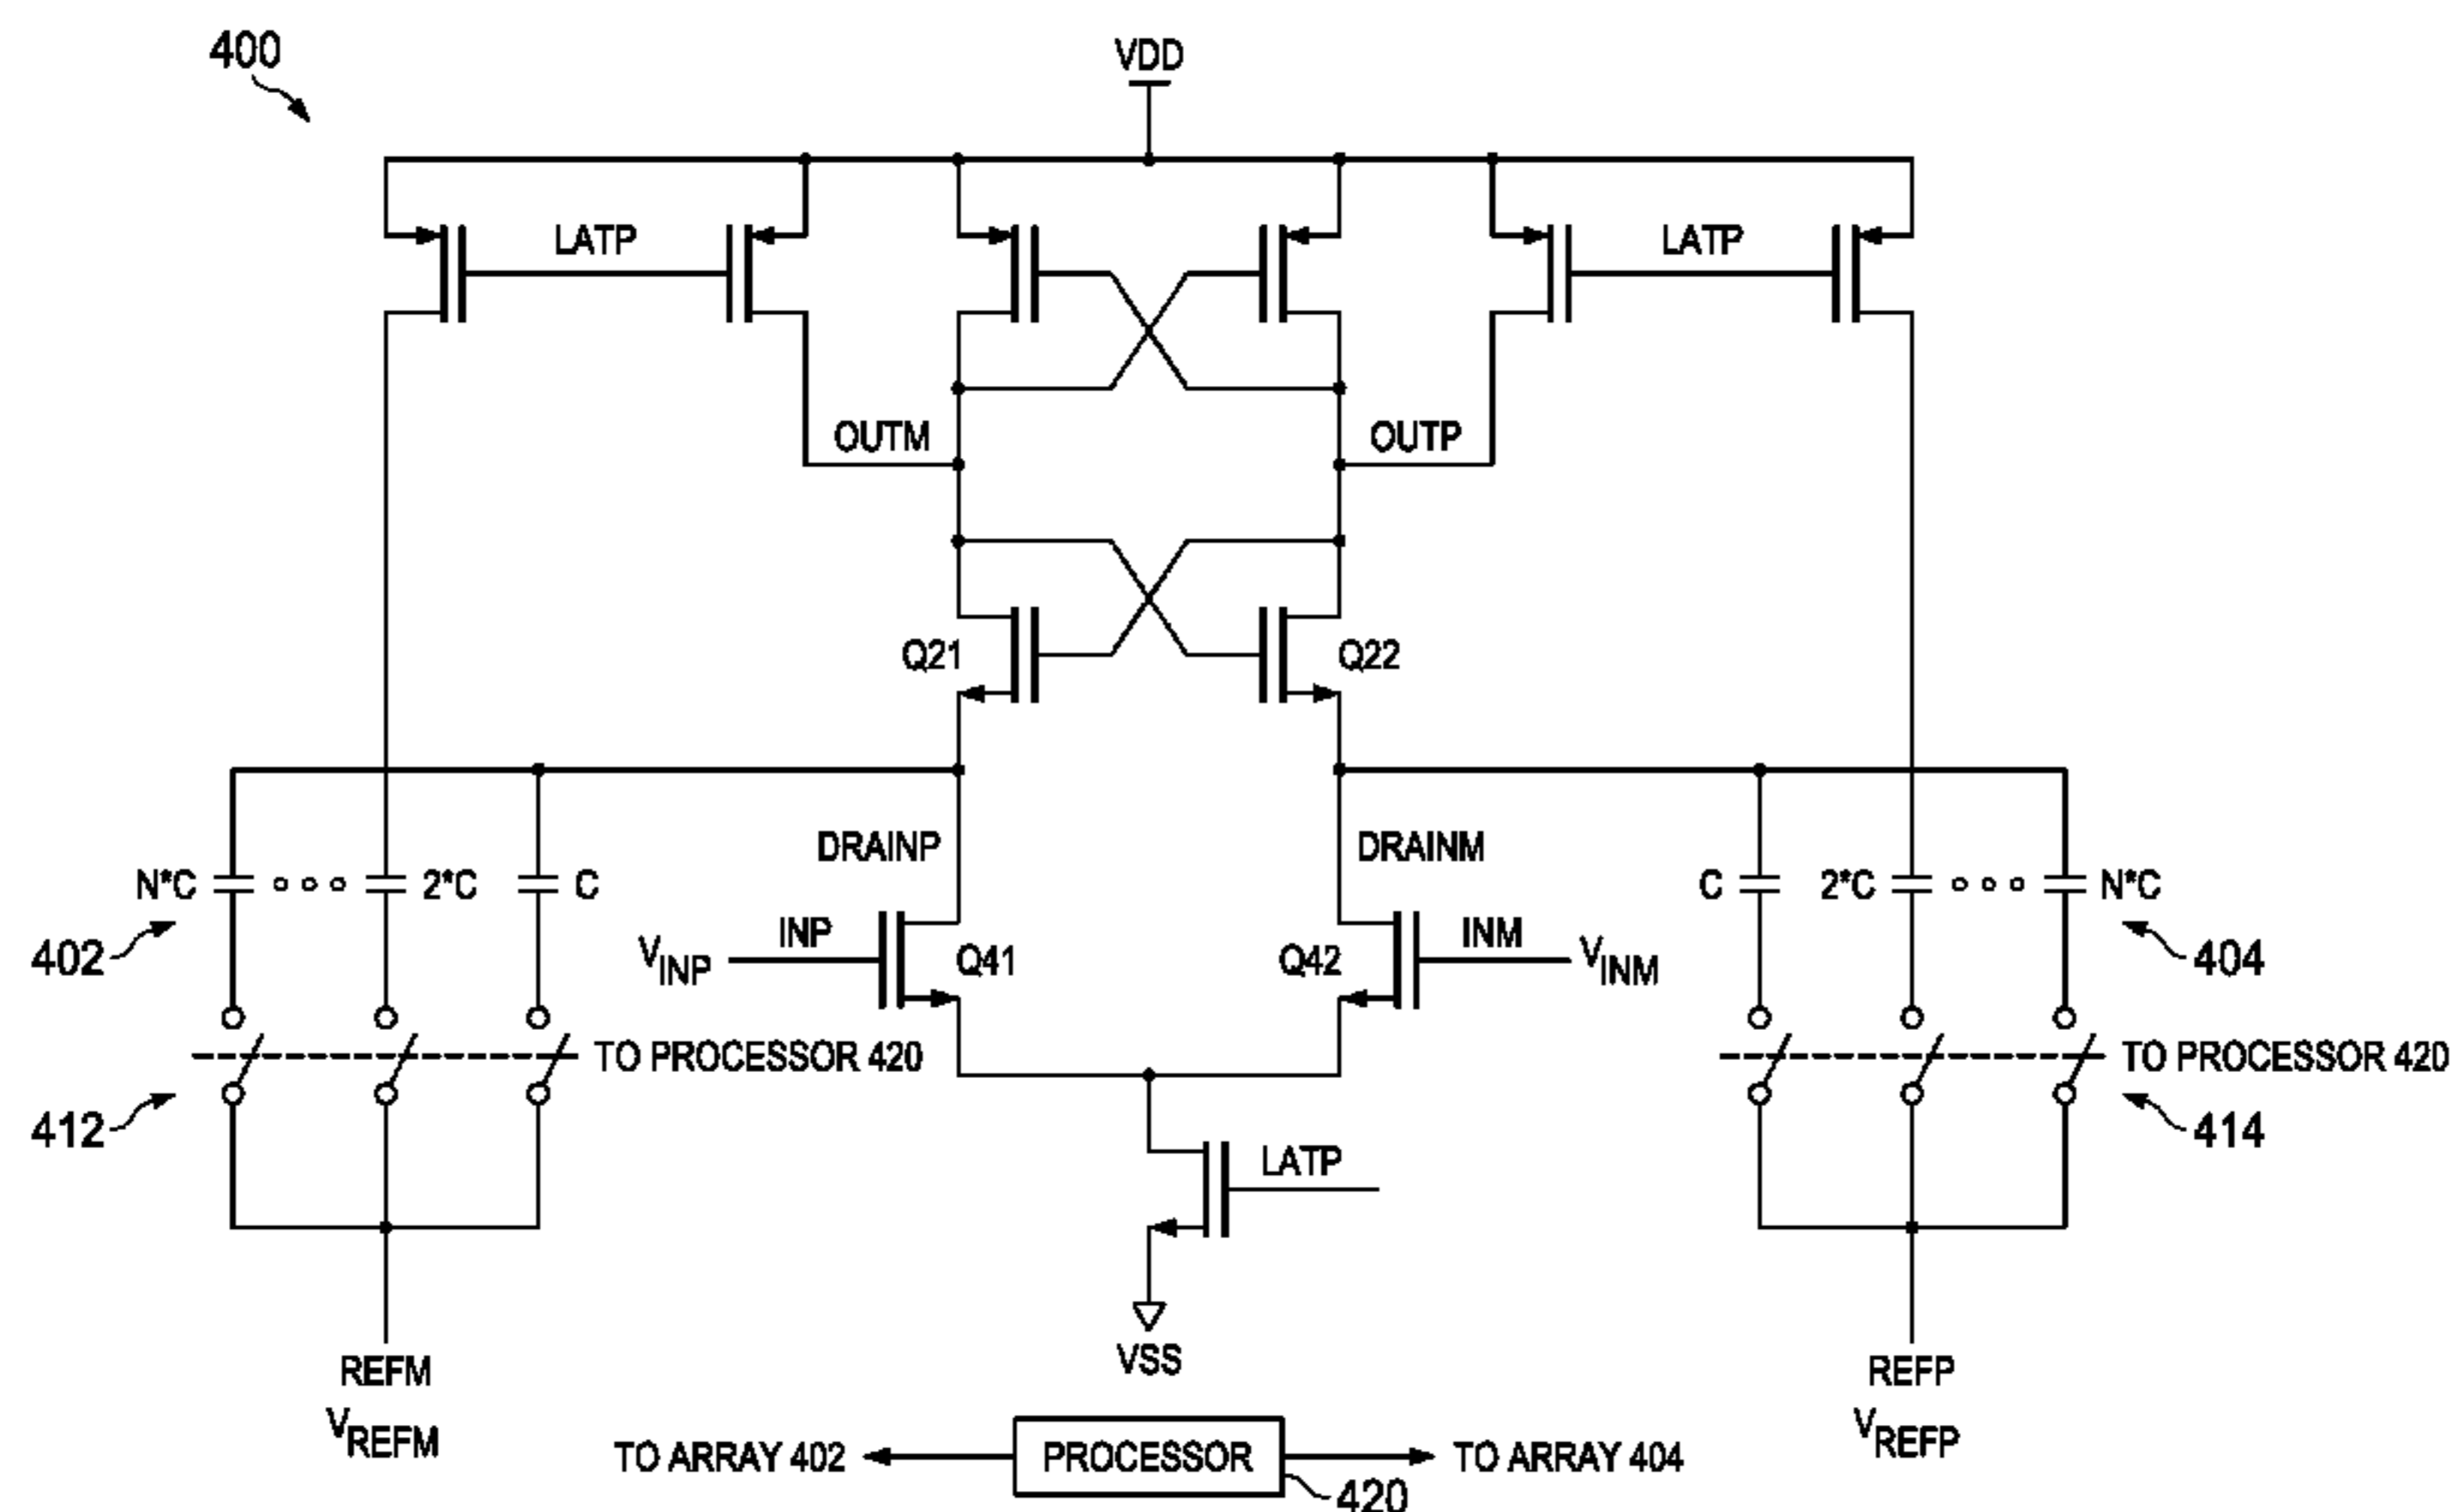 400
VDD
LATP
LATP
OUTM
OUTP
Q21
Q22
DRAINP
DRAINM
N*C
2*C
C
C
2*C
N*C
402
VINP
INP
Q41
Q42
INM
VINM
404
TO PROCESSOR 420
TO PROCESSOR 420
412
LATP
414
VSS
REFM
REFP
VREFM
VREFP
TO ARRAY 402
PROCESSOR
TO ARRAY 404
420